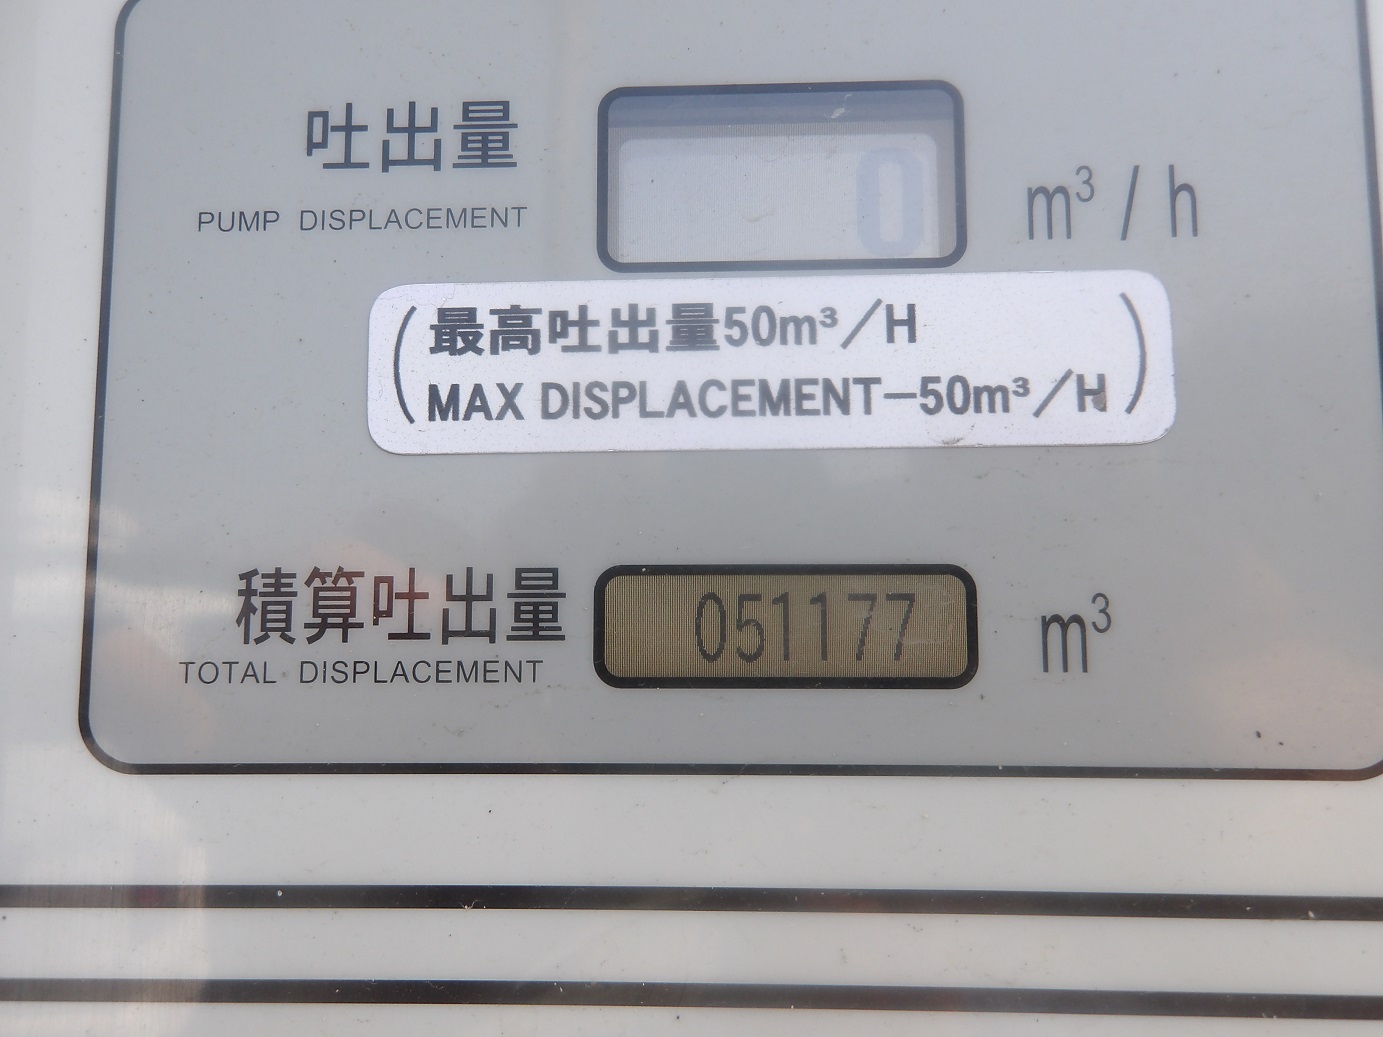 吐出量
PUMP DISPLACEMENT
0
m³/h
(最高吐出量50m³/H
MAX DISPLACEMENT-50m³/H)
積算吐出量
TOTAL DISPLACEMENT
051177
m³